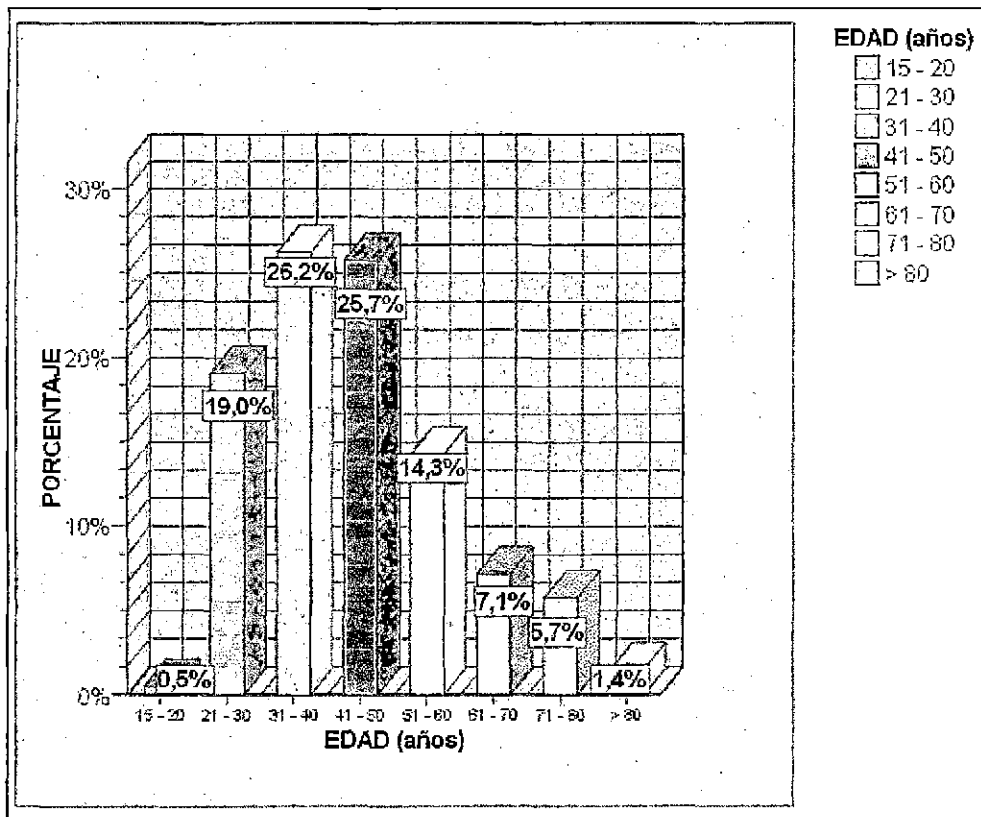 EDAD (años)
15 - 20
21 - 30
31 - 40
41 - 50
51 - 60
61 - 70
71 - 80
> 80
PORCENTAJE
30%
20%
10%
0%
0,5%
19,0%
26,2%
25,7%
14,3%
7,1%
5,7%
1,4%
15 - 20 21 - 30 31 - 40 41 - 50 51 - 60 61 - 70 71 - 80 > 80
EDAD (años)